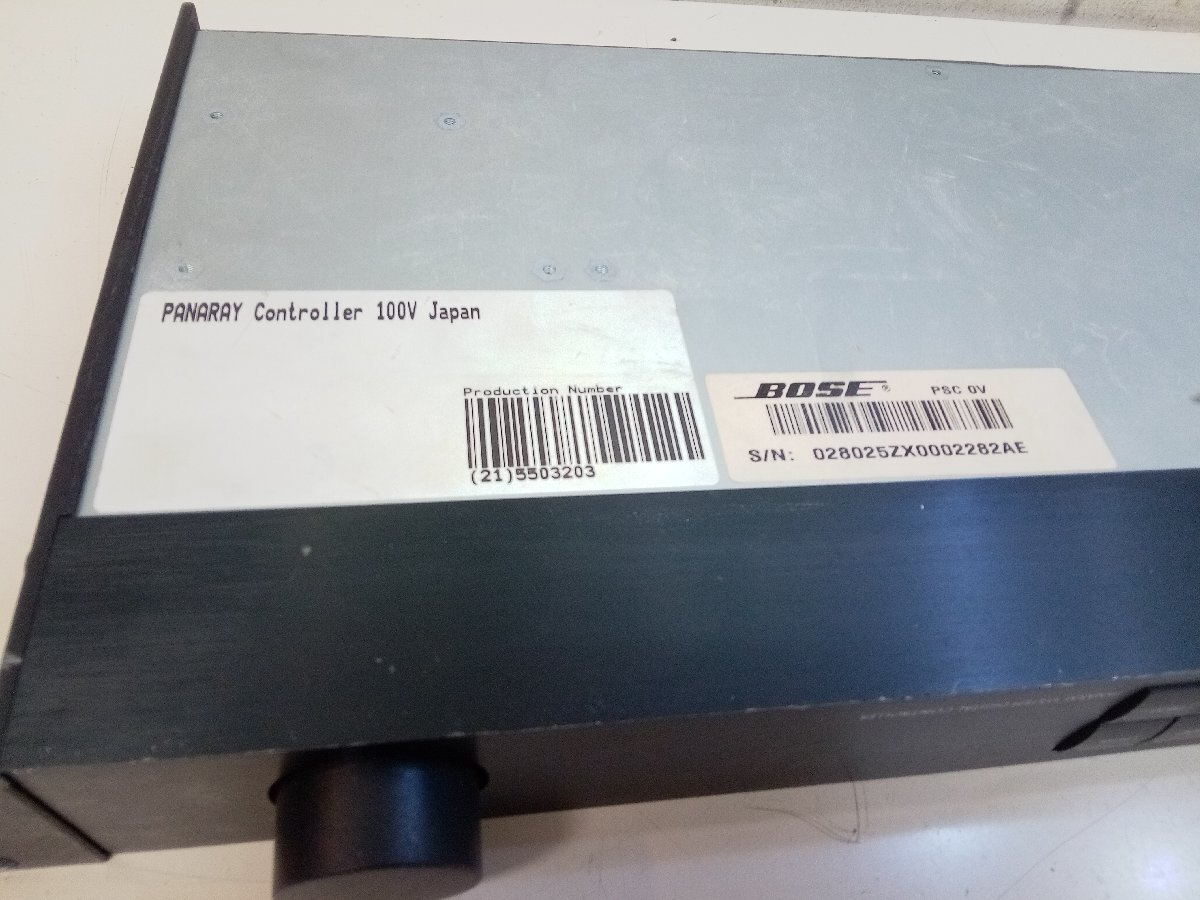 PANARAY Controller 100V Japan
Production Number
(21)5503203
BOSE® PSC 0V
S/N: 028025ZX0002282AE